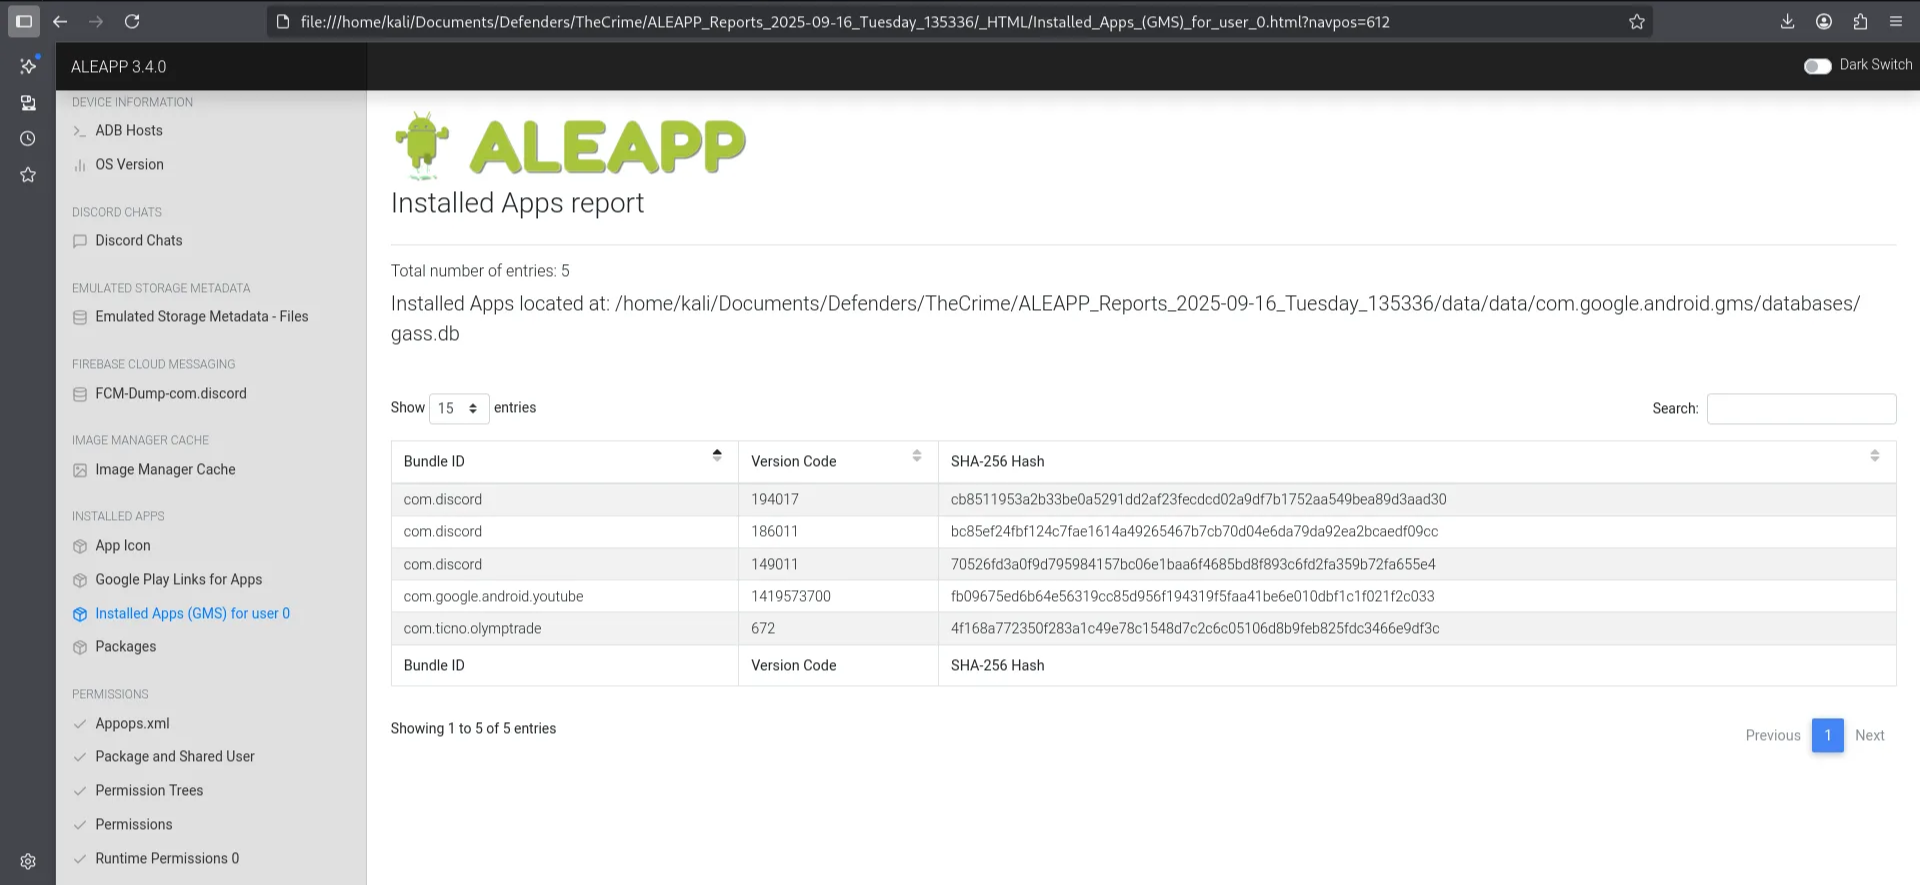 file:///home/kali/Documents/Defenders/TheCrime/ALEAPP_Reports_2025-09-16_Tuesday_135336/_HTML/Installed_Apps_(GMS)_for_user_0.html?navpos=612
ALEAPP 3.4.0
Dark Switch
DEVICE INFORMATION
ADB Hosts
OS Version
DISCORD CHATS
Discord Chats
EMULATED STORAGE METADATA
Emulated Storage Metadata - Files
FIREBASE CLOUD MESSAGING
FCM-Dump-com.discord
IMAGE MANAGER CACHE
Image Manager Cache
INSTALLED APPS
App Icon
Google Play Links for Apps
Installed Apps (GMS) for user 0
Packages
PERMISSIONS
Appops.xml
Package and Shared User
Permission Trees
Permissions
Runtime Permissions 0
ALEAPP
Installed Apps report
Total number of entries: 5
Installed Apps located at: /home/kali/Documents/Defenders/TheCrime/ALEAPP_Reports_2025-09-16_Tuesday_135336/data/data/com.google.android.gms/databases/
gass.db
Show 15 entries
Search:
Bundle ID Version Code SHA-256 Hash
com.discord 194017 cb8511953a2b33be0a5291dd2af23fecdcd02a9df7b1752aa549bea89d3aad30
com.discord 186011 bc85ef24fbf124c7fae1614a49265467b7cb70d04e6da79da92ea2bcaedf09cc
com.discord 149011 70526fd3a0f9d795984157bc06e1baa6f4685bd8f893c6fd2fa359b72fa655e4
com.google.android.youtube 1419573700 fb09675ed6b64e56319cc85d956f194319f5faa41be6e010dbf1c1f021f2c033
com.ticno.olymptrade 672 4f168a772350f283a1c49e78c1548d7c2c6c05106d8b9feb825fdc3466e9df3c
Bundle ID Version Code SHA-256 Hash
Showing 1 to 5 of 5 entries
Previous 1 Next